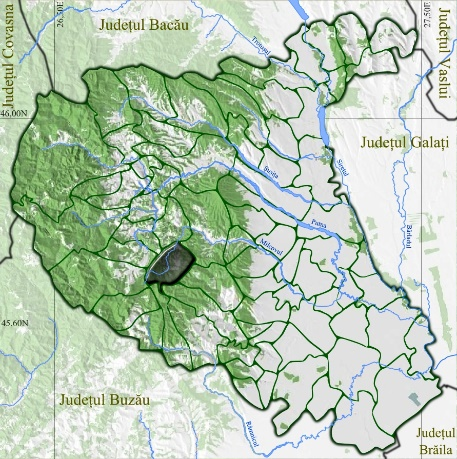 Județul Covasna
26.50E
Județul Bacău
27.50E
Județul Vaslui
Trotușul
46.00N
Județul Galați
Siretul
Șușița
Putna
Bârladul
Milcovul
45.60N
Județul Buzău
Râmnicul
Județul
Brăila